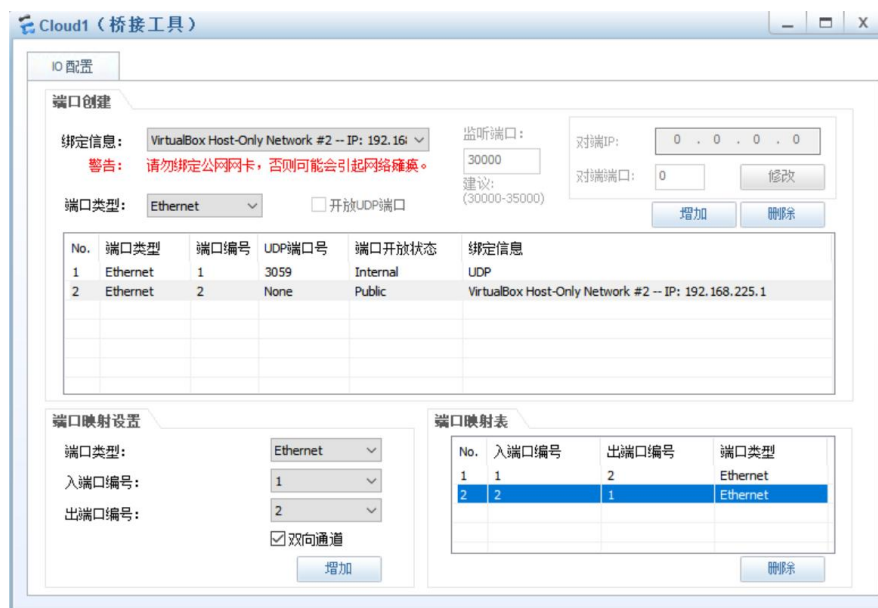 Cloud1（桥接工具）
IO 配置
端口创建
绑定信息： VirtualBox Host-Only Network #2 -- IP: 192.16
警告： 请勿绑定公网网卡，否则可能会引起网络瘫痪。
端口类型： Ethernet 开放UDP端口
监听端口：
30000
建议:
(30000-35000)
对端IP: 0 . 0 . 0 . 0
对端端口: 0 修改
增加 删除
No. 端口类型 端口编号 UDP端口号 端口开放状态 绑定信息
1 Ethernet 1 3059 Internal UDP
2 Ethernet 2 None Public VirtualBox Host-Only Network #2 -- IP: 192.168.225.1
端口映射设置
端口类型： Ethernet
入端口编号： 1
出端口编号： 2
双向通道
增加
端口映射表
No. 入端口编号 出端口编号 端口类型
1 1 2 Ethernet
2 2 1 Ethernet
删除